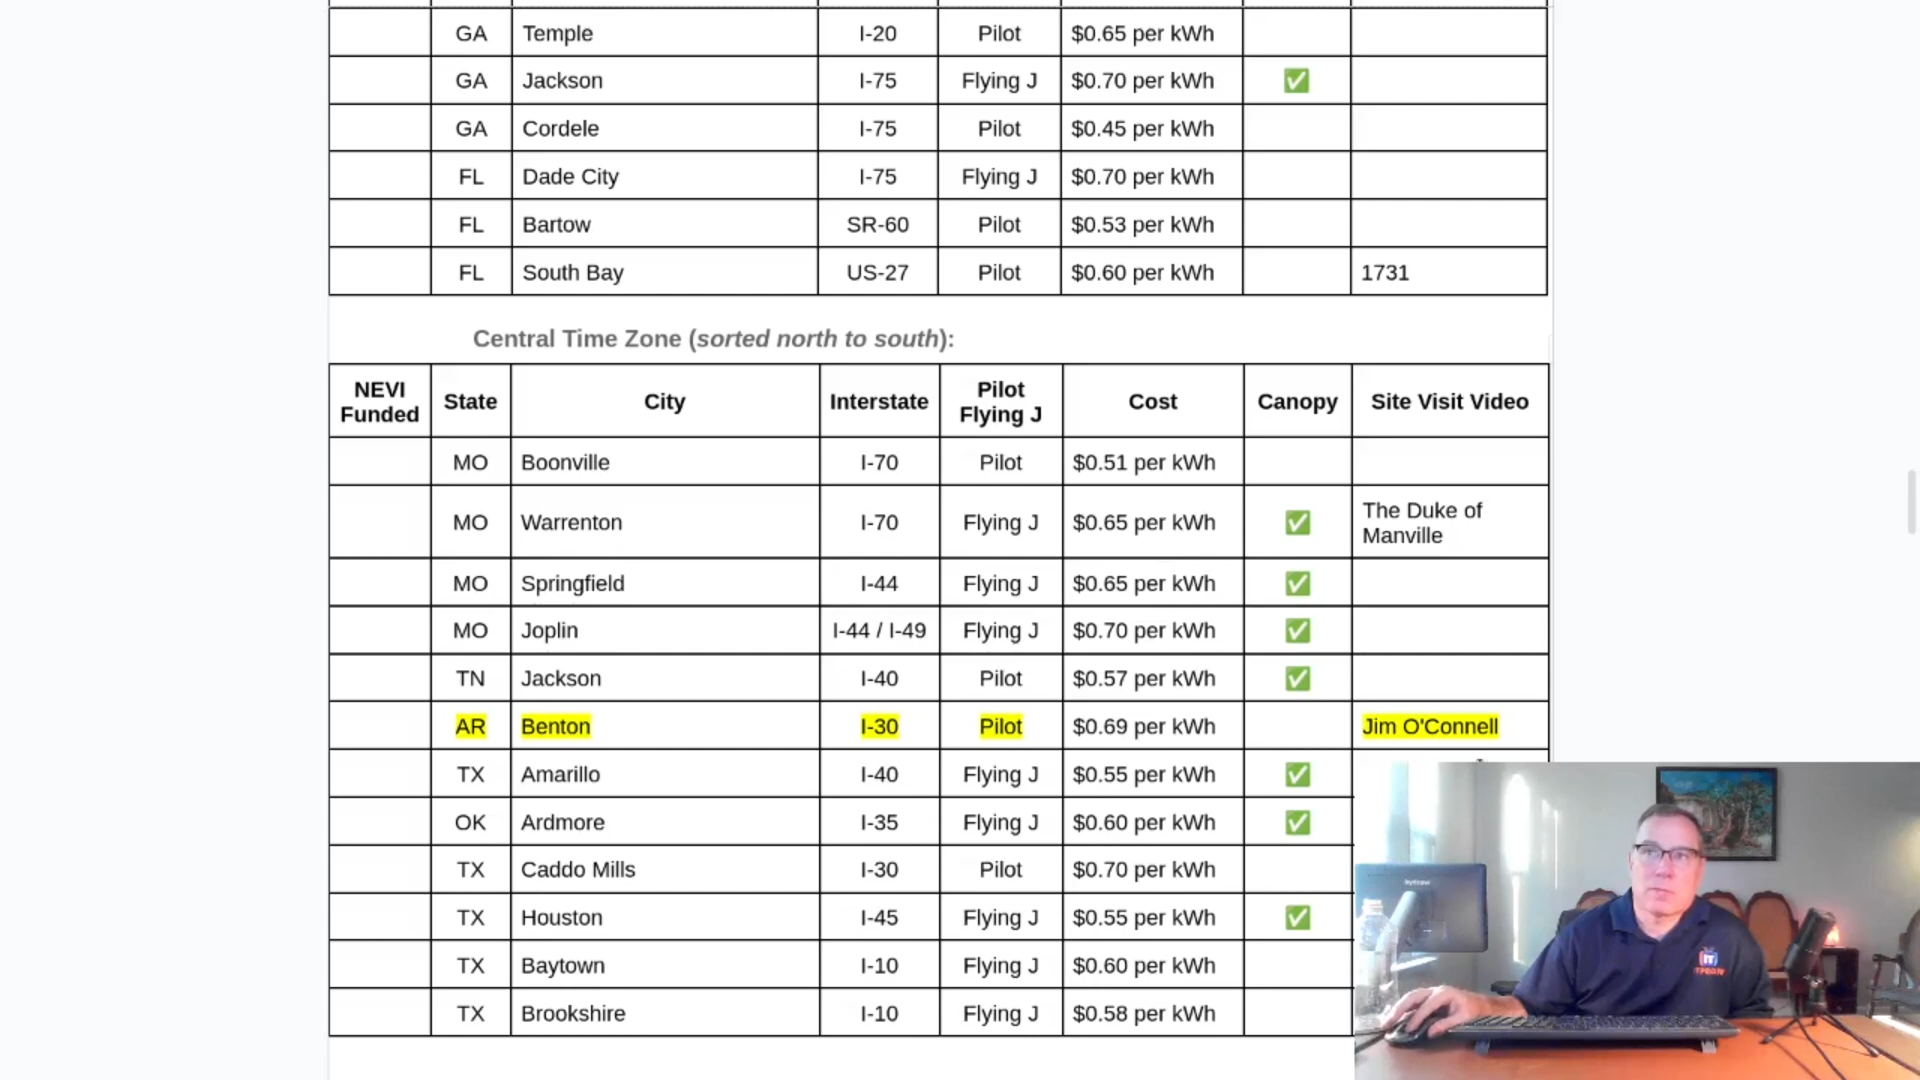 GA Temple I-20 Pilot $0.65 per kWh
GA Jackson I-75 Flying J $0.70 per kWh ✅
GA Cordele I-75 Pilot $0.45 per kWh
FL Dade City I-75 Flying J $0.70 per kWh
FL Bartow SR-60 Pilot $0.53 per kWh
FL South Bay US-27 Pilot $0.60 per kWh 1731
Central Time Zone (sorted north to south):
NEVI Funded State City Interstate Pilot Flying J Cost Canopy Site Visit Video
MO Boonville I-70 Pilot $0.51 per kWh
MO Warrenton I-70 Flying J $0.65 per kWh ✅ The Duke of Manville
MO Springfield I-44 Flying J $0.65 per kWh ✅
MO Joplin I-44 / I-49 Flying J $0.70 per kWh ✅
TN Jackson I-40 Pilot $0.57 per kWh ✅
AR Benton I-30 Pilot $0.69 per kWh Jim O'Connell
TX Amarillo I-40 Flying J $0.55 per kWh ✅
OK Ardmore I-35 Flying J $0.60 per kWh ✅
TX Caddo Mills I-30 Pilot $0.70 per kWh
TX Houston I-45 Flying J $0.55 per kWh ✅
TX Baytown I-10 Flying J $0.60 per kWh
TX Brookshire I-10 Flying J $0.58 per kWh